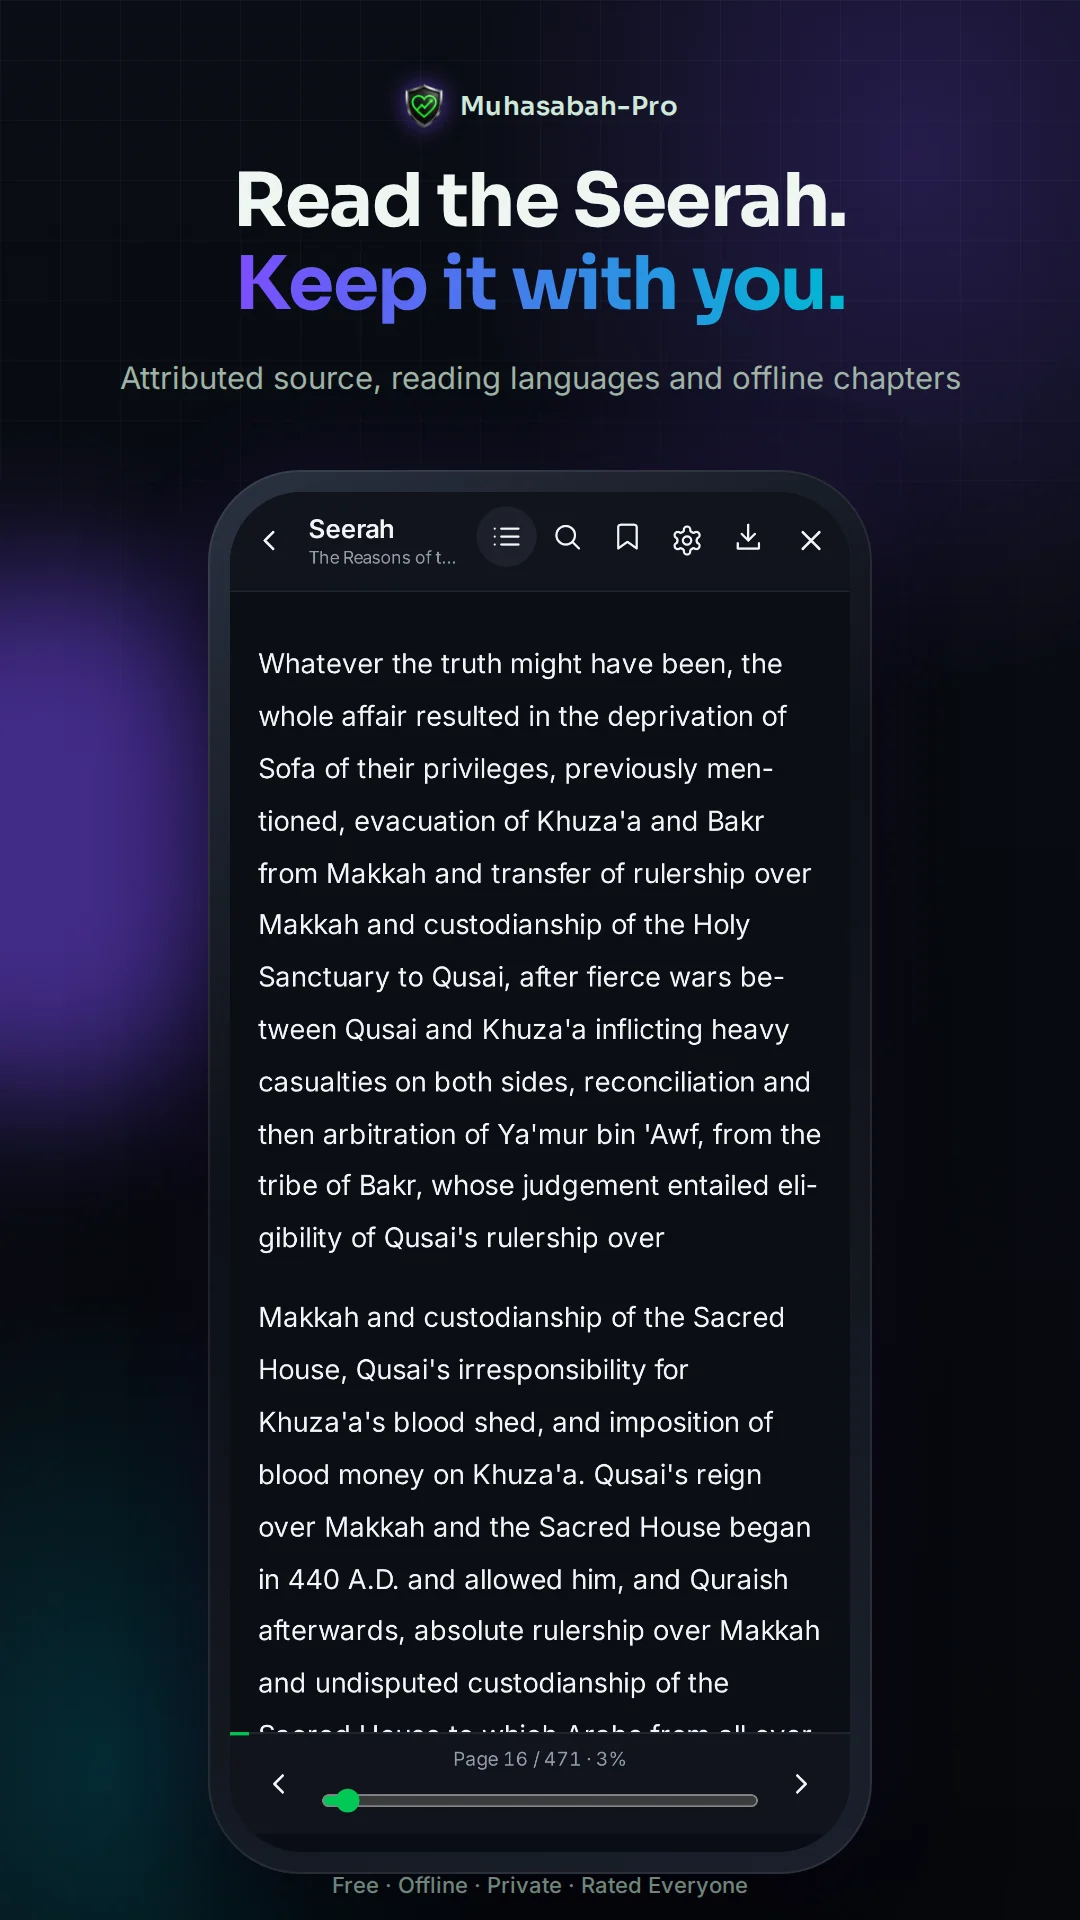 Muhasabah-Pro
Read the Seerah.
Keep it with you.
Attributed source, reading languages and offline chapters
Seerah
The Reasons of t...
Whatever the truth might have been, the
whole affair resulted in the deprivation of
Sofa of their privileges, previously men-
tioned, evacuation of Khuza'a and Bakr
from Makkah and transfer of rulership over
Makkah and custodianship of the Holy
Sanctuary to Qusai, after fierce wars be-
tween Qusai and Khuza'a inflicting heavy
casualties on both sides, reconciliation and
then arbitration of Ya'mur bin 'Awf, from the
tribe of Bakr, whose judgement entailed eli-
gibility of Qusai's rulership over
Makkah and custodianship of the Sacred
House, Qusai's irresponsibility for
Khuza'a's blood shed, and imposition of
blood money on Khuza'a. Qusai's reign
over Makkah and the Sacred House began
in 440 A.D. and allowed him, and Quraish
afterwards, absolute rulership over Makkah
and undisputed custodianship of the
Sacred House to which Arabs from all over
Page 16 / 471 · 3%
Free · Offline · Private · Rated Everyone